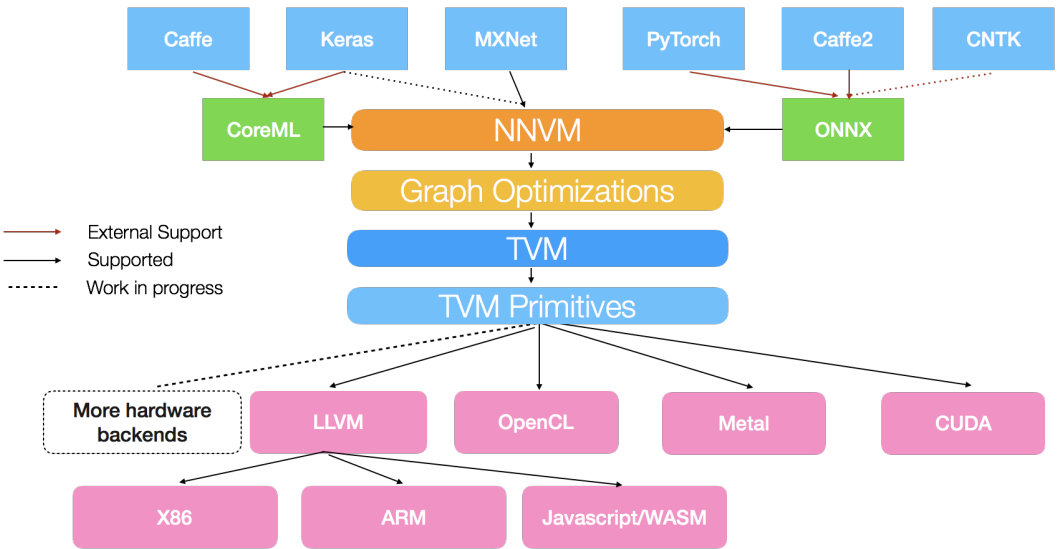 Caffe
Keras
MXNet
PyTorch
Caffe2
CNTK
CoreML
NNVM
ONNX
Graph Optimizations
External Support
Supported
Work in progress
TVM
TVM Primitives
More hardware
backends
LLVM
OpenCL
Metal
CUDA
X86
ARM
Javascript/WASM